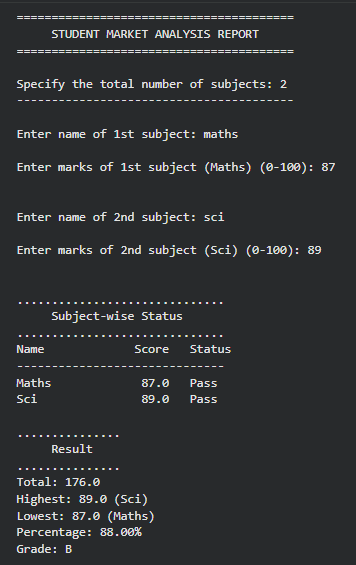 ========================================
STUDENT MARKET ANALYSIS REPORT
========================================
Specify the total number of subjects: 2
----------------------------------------
Enter name of 1st subject: maths
Enter marks of 1st subject (Maths) (0-100): 87
Enter name of 2nd subject: sci
Enter marks of 2nd subject (Sci) (0-100): 89
..............................
Subject-wise Status
..............................
Name Score Status
------------------------------
Maths 87.0 Pass
Sci 89.0 Pass
...............
Result
...............
Total: 176.0
Highest: 89.0 (Sci)
Lowest: 87.0 (Maths)
Percentage: 88.00%
Grade: B